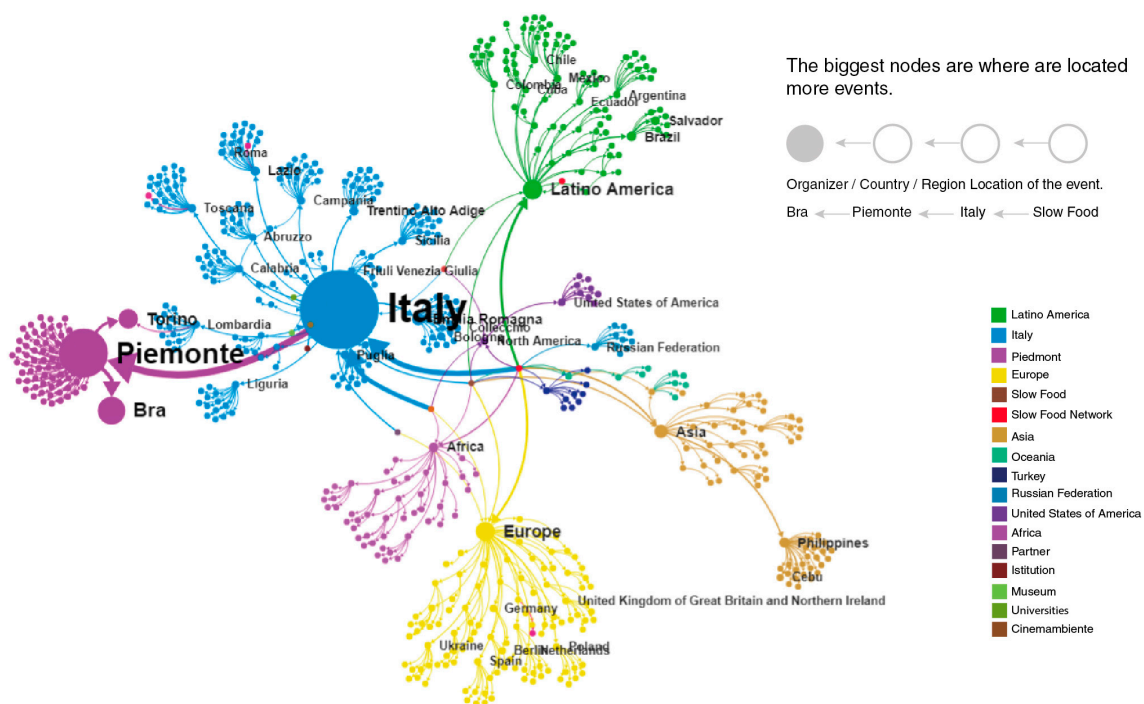 The biggest nodes are where are located
more events.
Organizer / Country / Region Location of the event.
Bra Piemonte Italy Slow Food
Chile
Colombia
Mexico
Cuba
Ecuador
Argentina
Salvador
Brazil
Latino America
Roma
Lazio
Toscana
Campania
Trentino Alto Adige
Abruzzo
Sicilia
Calabria
Friuli Venezia Giulia
Italy
United States of America
Emilia Romagna
Collecchio
Bologna
North America
Torino
Lombardia
Piemonte
Puglia
Russian Federation
Liguria
Bra
Asia
Africa
Europe
Philippines
Cebu
United Kingdom of Great Britain and Northern Ireland
Germany
Ukraine
Berlin
Netherlands
Poland
Spain
Latino America
Italy
Piedmont
Europe
Slow Food
Slow Food Network
Asia
Oceania
Turkey
Russian Federation
United States of America
Africa
Partner
Istitution
Museum
Universities
Cinemambiente